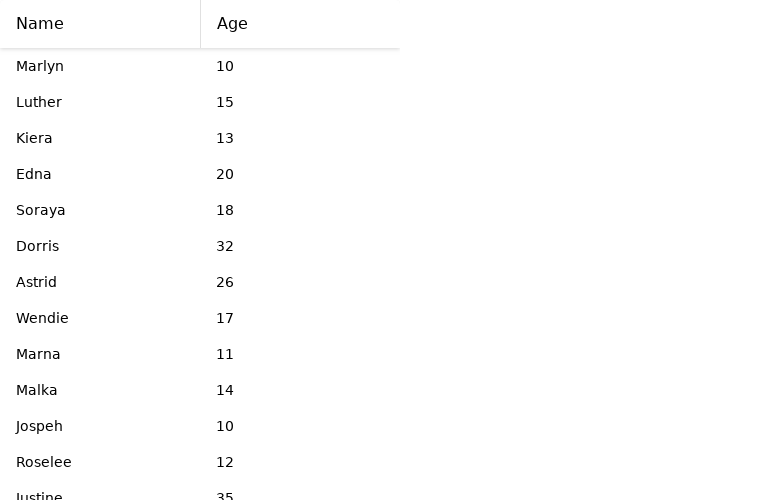 Name Age
Marlyn 10
Luther 15
Kiera 13
Edna 20
Soraya 18
Dorris 32
Astrid 26
Wendie 17
Marna 11
Malka 14
Jospeh 10
Roselee 12
Justine 35